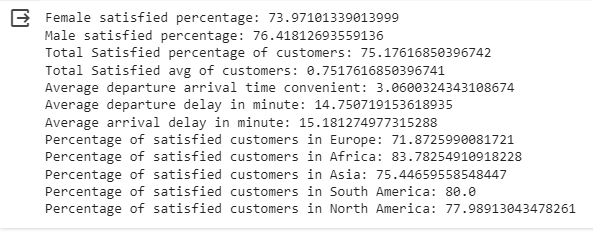 Female satisfied percentage: 73.97101339013999
Male satisfied percentage: 76.41812693559136
Total Satisfied percentage of customers: 75.17616850396742
Total Satisfied avg of customers: 0.7517616850396741
Average departure arrival time convenient: 3.0600324343108674
Average departure delay in minute: 14.750719153618935
Average arrival delay in minute: 15.181274977315288
Percentage of satisfied customers in Europe: 71.8725990081721
Percentage of satisfied customers in Africa: 83.78254910918228
Percentage of satisfied customers in Asia: 75.44659558548447
Percentage of satisfied customers in South America: 80.0
Percentage of satisfied customers in North America: 77.98913043478261